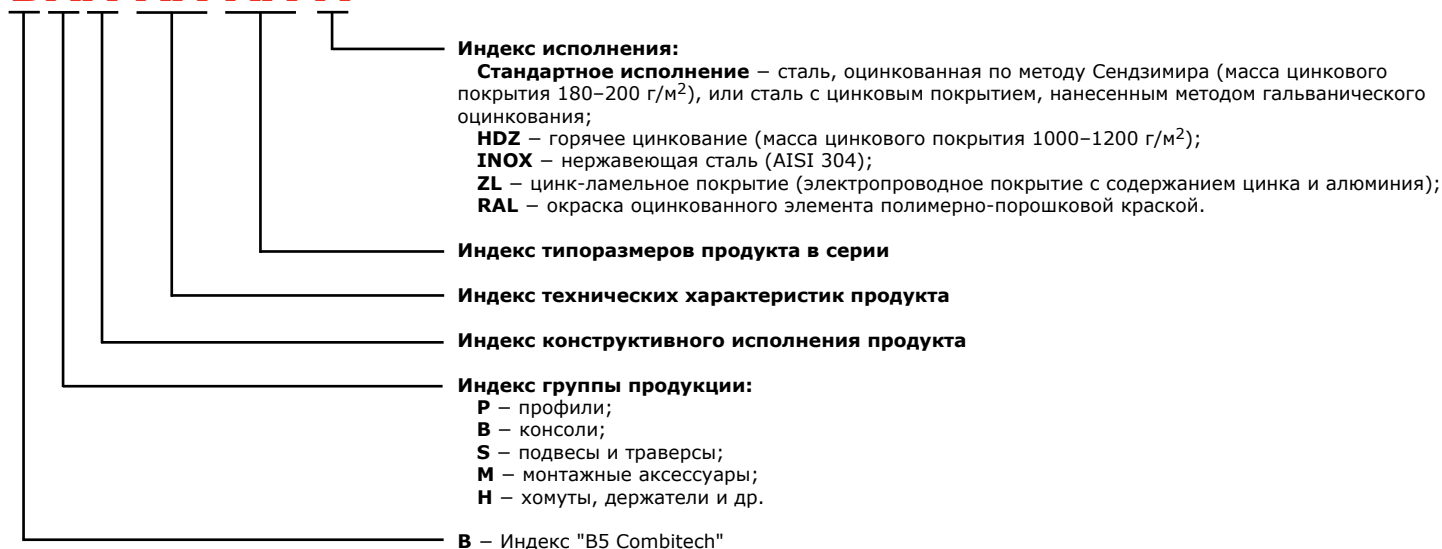 Индекс исполнения:
Стандартное исполнение – сталь, оцинкованная по методу Сендзимира (масса цинкового
покрытия 180–200 г/м2), или сталь с цинковым покрытием, нанесенным методом гальванического
оцинкования;
HDZ – горячее цинкование (масса цинкового покрытия 1000–1200 г/м2);
INOX – нержавеющая сталь (AISI 304);
ZL – цинк-ламельное покрытие (электропроводное покрытие с содержанием цинка и алюминия);
RAL – окраска оцинкованного элемента полимерно-порошковой краской.
Индекс типоразмеров продукта в серии
Индекс технических характеристик продукта
Индекс конструктивного исполнения продукта
Индекс группы продукции:
P – профили;
B – консоли;
S – подвесы и траверсы;
M – монтажные аксессуары;
H – хомуты, держатели и др.
B – Индекс "B5 Combitech"